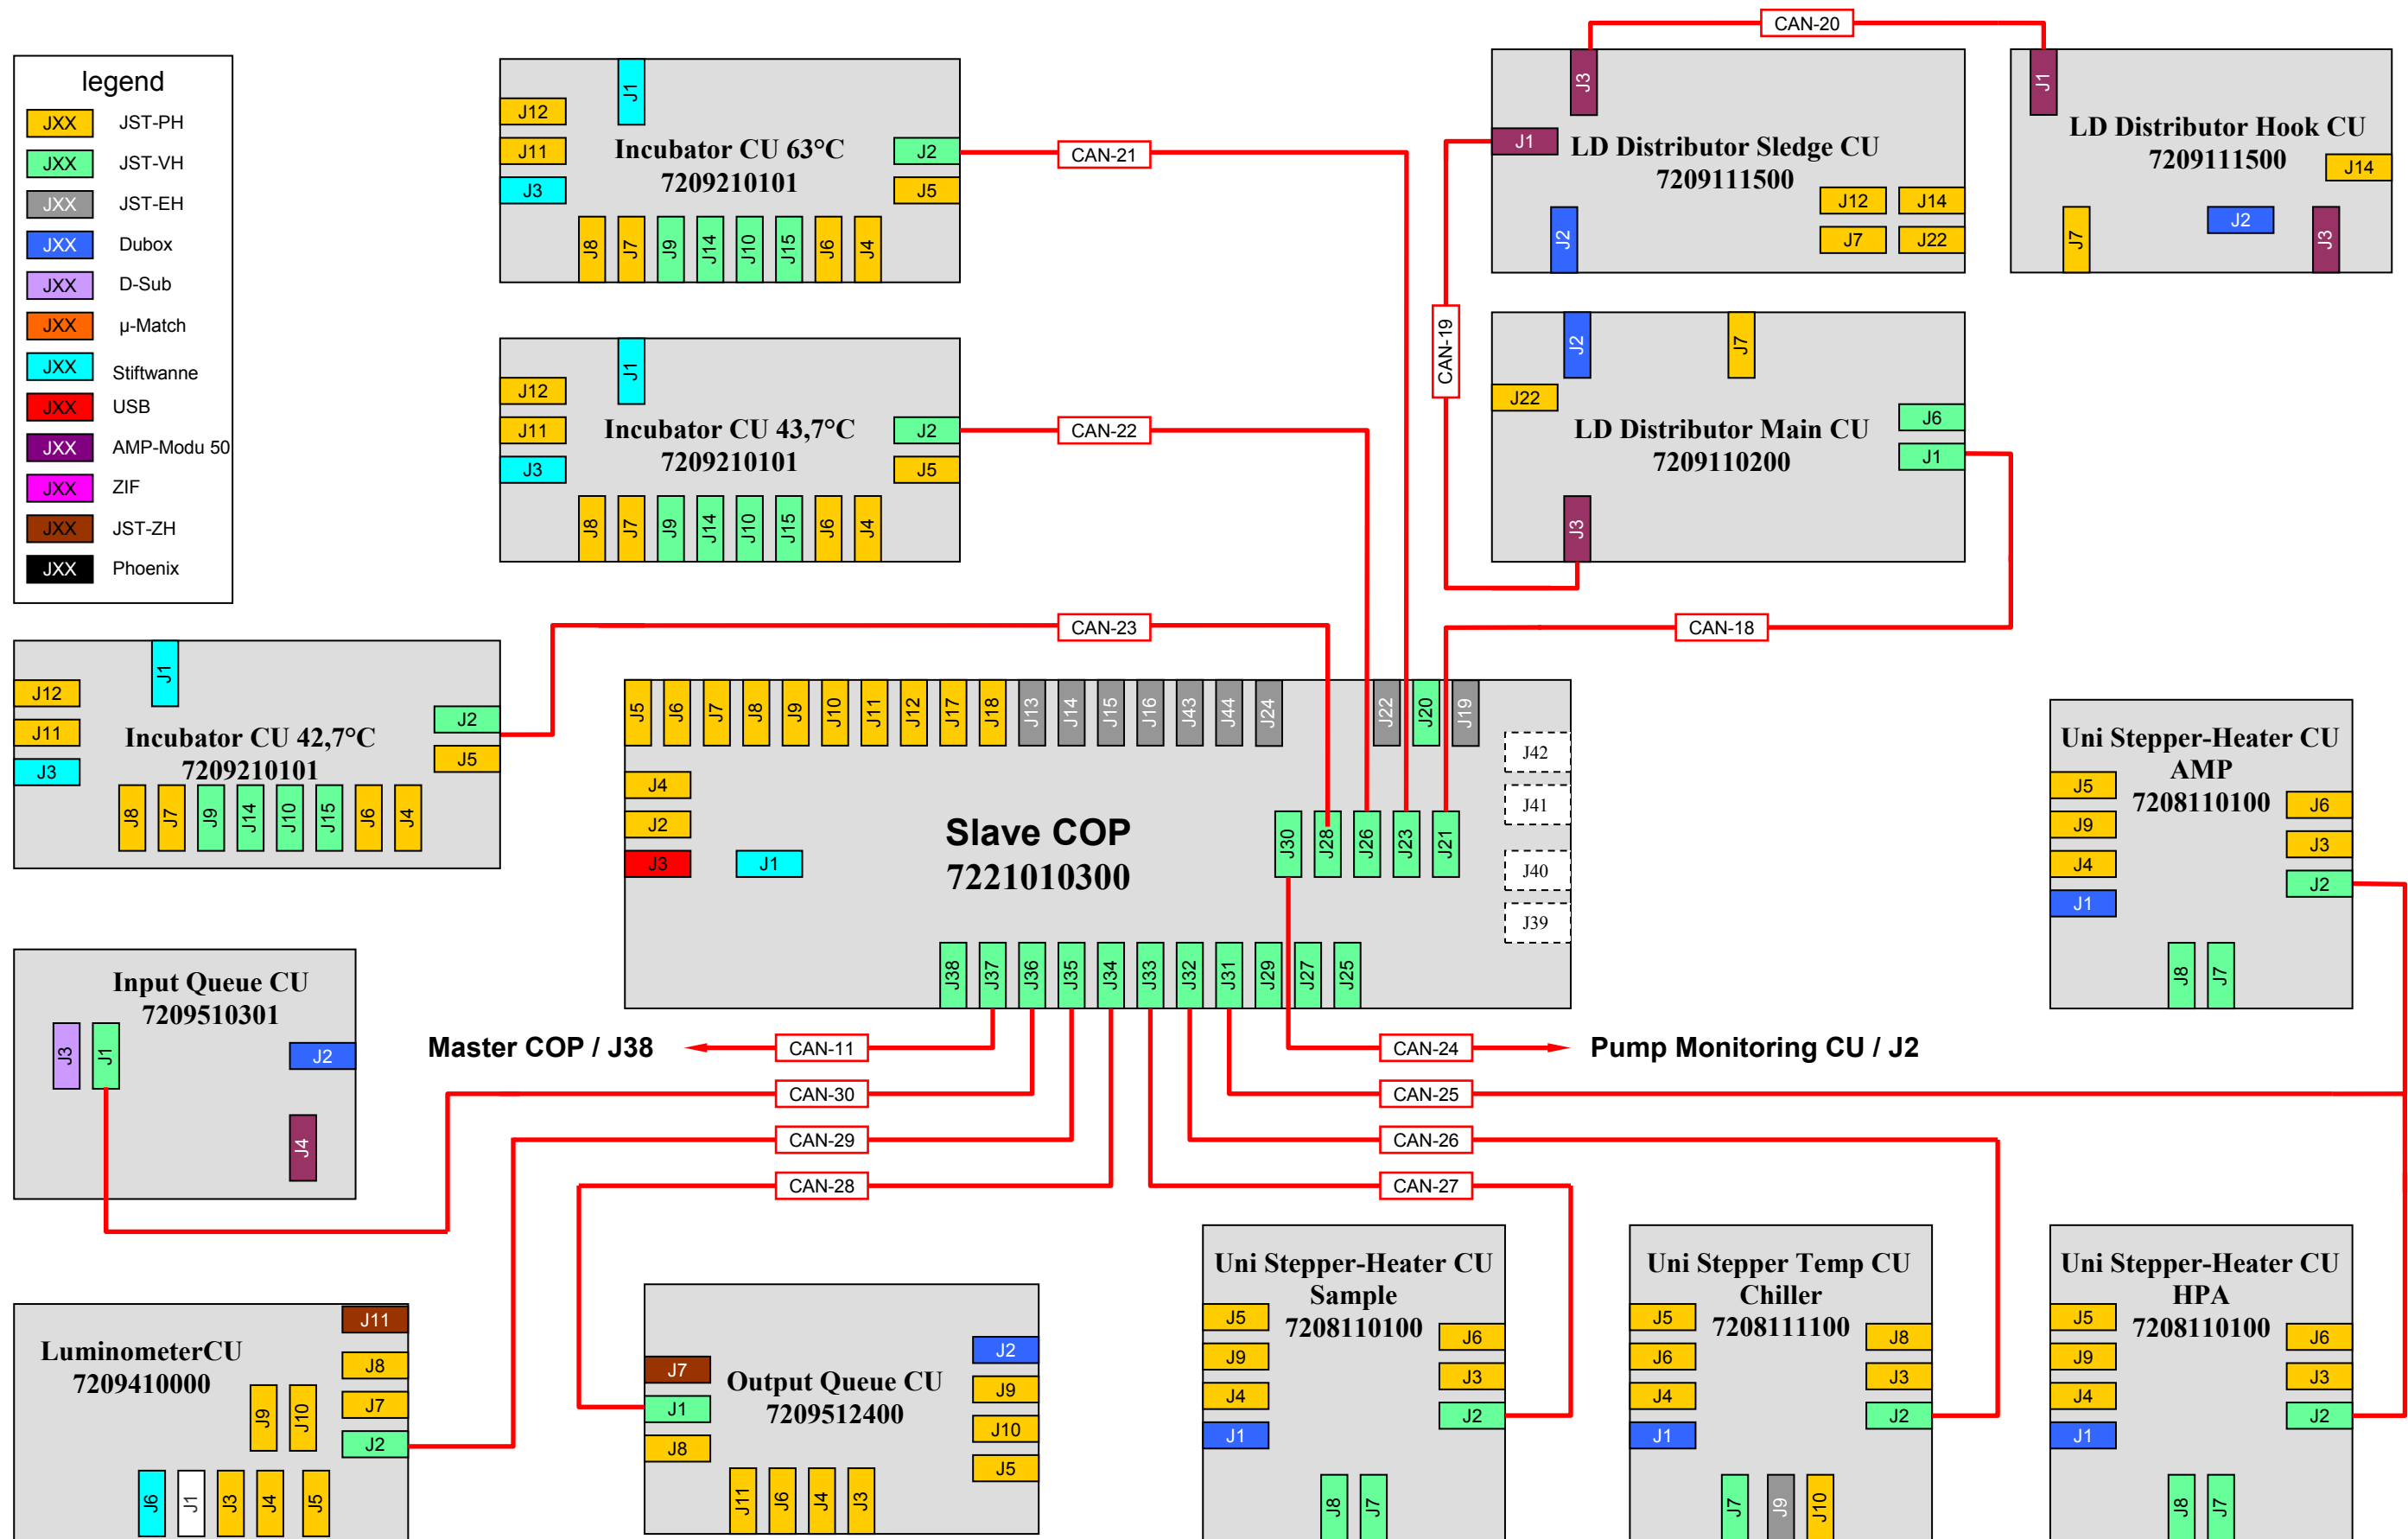 legend
JXX JST-PH
JXX JST-VH
JXX JST-EH
JXX Dubox
JXX D-Sub
JXX µ-Match
JXX Stiftwanne
JXX USB
JXX AMP-Modu 50
JXX ZIF
JXX JST-ZH
JXX Phoenix
J1
J12
J11
J3
Incubator CU 63°C
7209210101
J2
J5
J8 J7 J9 J14 J10 J15 J6 J4
CAN-21
J1
J12
J11
J3
Incubator CU 43,7°C
7209210101
J2
J5
J8 J7 J9 J14 J10 J15 J6 J4
CAN-22
CAN-20
J3
J1
LD Distributor Sledge CU
7209111500
J12 J14
J7 J22
J2
J1
LD Distributor Hook CU
7209111500
J14
J2
J7
J3
CAN-19
J2
J7
J22
LD Distributor Main CU
7209110200
J6
J1
J3
CAN-23
CAN-18
J1
J12
J11
J3
Incubator CU 42,7°C
7209210101
J2
J5
J8 J7 J9 J14 J10 J15 J6 J4
J5 J6 J7 J8 J9 J10 J11 J12 J17 J18 J13 J14 J15 J16 J43 J44 J24 J22 J20 J19
J4
J2
J3
J1
Slave COP
7221010300
J30 J28 J26 J23 J21
J42
J41
J40
J39
J38 J37 J36 J35 J34 J33 J32 J31 J29 J27 J25
Uni Stepper-Heater CU
AMP
7208110100
J5
J9
J4
J1
J6
J3
J2
J8 J7
Input Queue CU
7209510301
J3 J1
J2
J4
Master COP / J38
CAN-11
CAN-30
CAN-29
CAN-28
CAN-24
Pump Monitoring CU / J2
CAN-25
CAN-26
CAN-27
LuminometerCU
7209410000
J11
J8
J7
J2
J9 J10
J6 J1 J3 J4 J5
Output Queue CU
7209512400
J7
J1
J8
J2
J9
J10
J5
J11 J6 J4 J3
Uni Stepper-Heater CU
Sample
7208110100
J5
J9
J4
J1
J6
J3
J2
J8 J7
Uni Stepper Temp CU
Chiller
7208111100
J5
J6
J4
J1
J8
J3
J2
J7 J9 J10
Uni Stepper-Heater CU
HPA
7208110100
J5
J9
J4
J1
J6
J3
J2
J8 J7